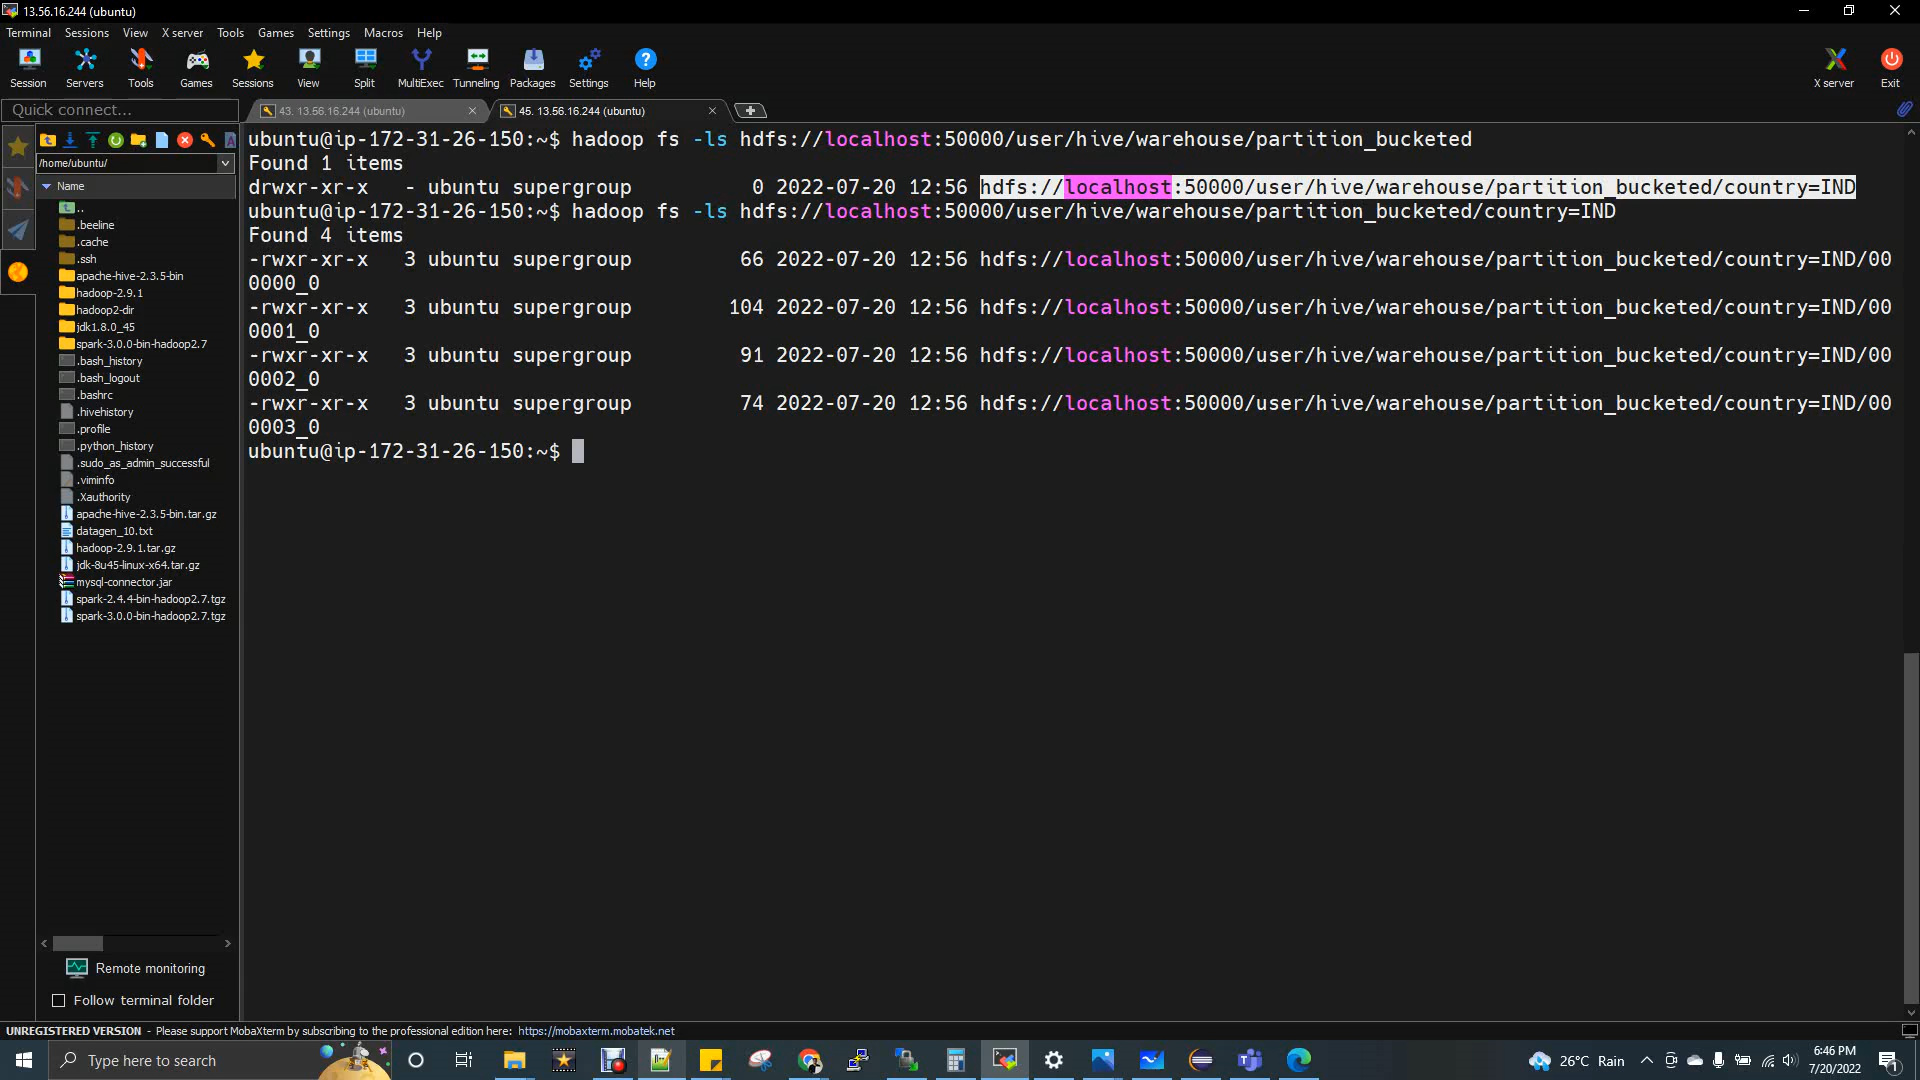 13.56.16.244 (ubuntu)
Terminal Sessions View X server Tools Games Settings Macros Help
Session Servers Tools Games Sessions View Split MultiExec Tunneling Packages Settings Help X server Exit
Quick connect...
43. 13.56.16.244 (ubuntu)
45. 13.56.16.244 (ubuntu)
/home/ubuntu/
Name
..
.beeline
.cache
.ssh
apache-hive-2.3.5-bin
hadoop-2.9.1
hadoop2-dir
jdk1.8.0_45
spark-3.0.0-bin-hadoop2.7
.bash_history
.bash_logout
.bashrc
.hivehistory
.profile
.python_history
.sudo_as_admin_successful
.viminfo
.Xauthority
apache-hive-2.3.5-bin.tar.gz
datagen_10.txt
hadoop-2.9.1.tar.gz
jdk-8u45-linux-x64.tar.gz
mysql-connector.jar
spark-2.4.4-bin-hadoop2.7.tgz
spark-3.0.0-bin-hadoop2.7.tgz
Remote monitoring
Follow terminal folder
ubuntu@ip-172-31-26-150:~$ hadoop fs -ls hdfs://localhost:50000/user/hive/warehouse/partition_bucketed
Found 1 items
drwxr-xr-x - ubuntu supergroup 0 2022-07-20 12:56 hdfs://localhost:50000/user/hive/warehouse/partition_bucketed/country=IND
ubuntu@ip-172-31-26-150:~$ hadoop fs -ls hdfs://localhost:50000/user/hive/warehouse/partition_bucketed/country=IND
Found 4 items
-rwxr-xr-x 3 ubuntu supergroup 66 2022-07-20 12:56 hdfs://localhost:50000/user/hive/warehouse/partition_bucketed/country=IND/00
0000_0
-rwxr-xr-x 3 ubuntu supergroup 104 2022-07-20 12:56 hdfs://localhost:50000/user/hive/warehouse/partition_bucketed/country=IND/00
0001_0
-rwxr-xr-x 3 ubuntu supergroup 91 2022-07-20 12:56 hdfs://localhost:50000/user/hive/warehouse/partition_bucketed/country=IND/00
0002_0
-rwxr-xr-x 3 ubuntu supergroup 74 2022-07-20 12:56 hdfs://localhost:50000/user/hive/warehouse/partition_bucketed/country=IND/00
0003_0
ubuntu@ip-172-31-26-150:~$
UNREGISTERED VERSION - Please support MobaXterm by subscribing to the professional edition here: https://mobaxterm.mobatek.net
Type here to search
26°C Rain
6:46 PM
7/20/2022
1